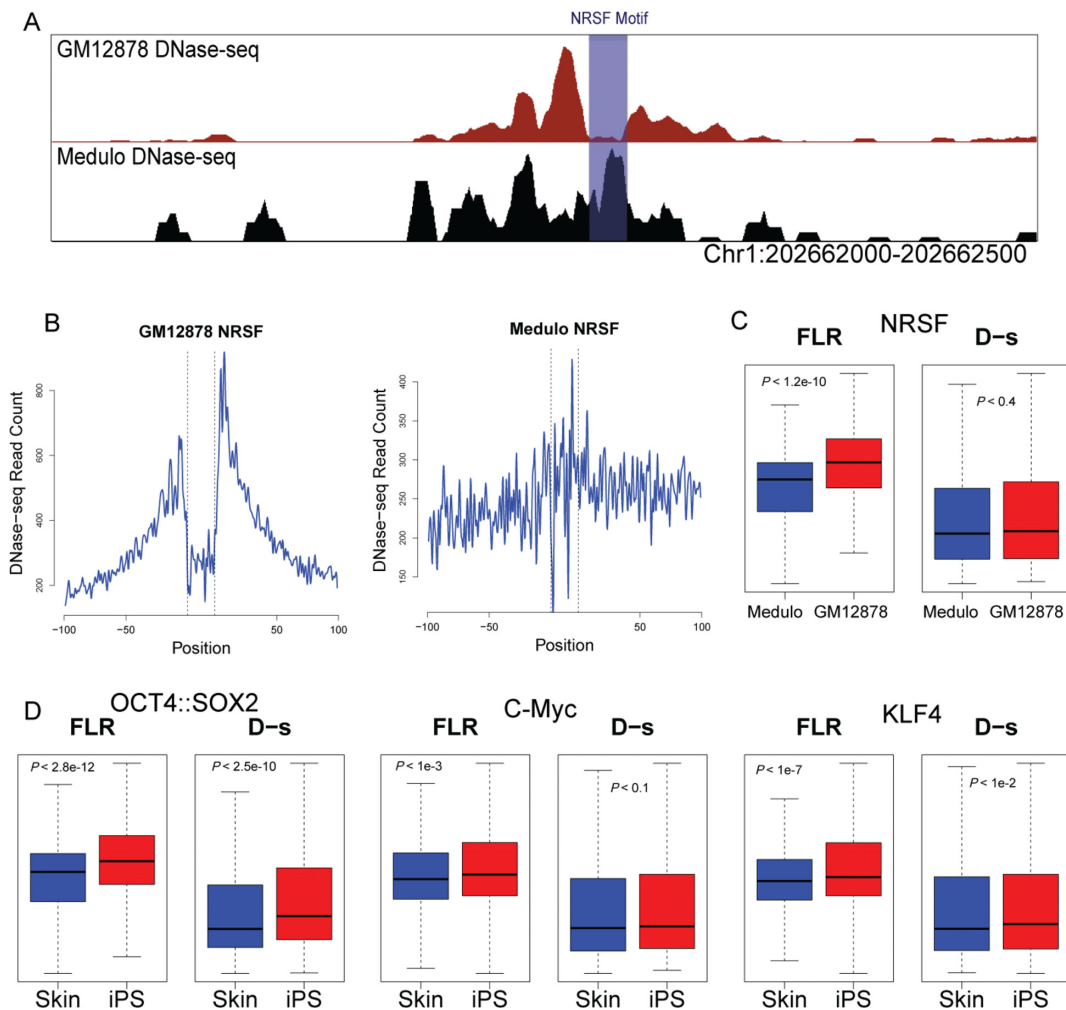 A
NRSF Motif
GM12878 DNase-seq
Medulo DNase-seq
Chr1:202662000-202662500
B
GM12878 NRSF
DNase−seq Read Count
200 400 600 800
−100 −50 50 100
Position
Medulo NRSF
DNase−seq Read Count
150 200 250 300 350 400
−100 −50 50 100
Position
C NRSF
FLR D−s
P < 1.2e-10 P < 0.4
Medulo GM12878 Medulo GM12878
D OCT4::SOX2 C-Myc KLF4
FLR D−s FLR D−s FLR D−s
P < 2.8e-12 P < 2.5e-10 P < 1e-3 P < 0.1 P < 1e-7 P < 1e-2
Skin iPS Skin iPS Skin iPS Skin iPS Skin iPS Skin iPS